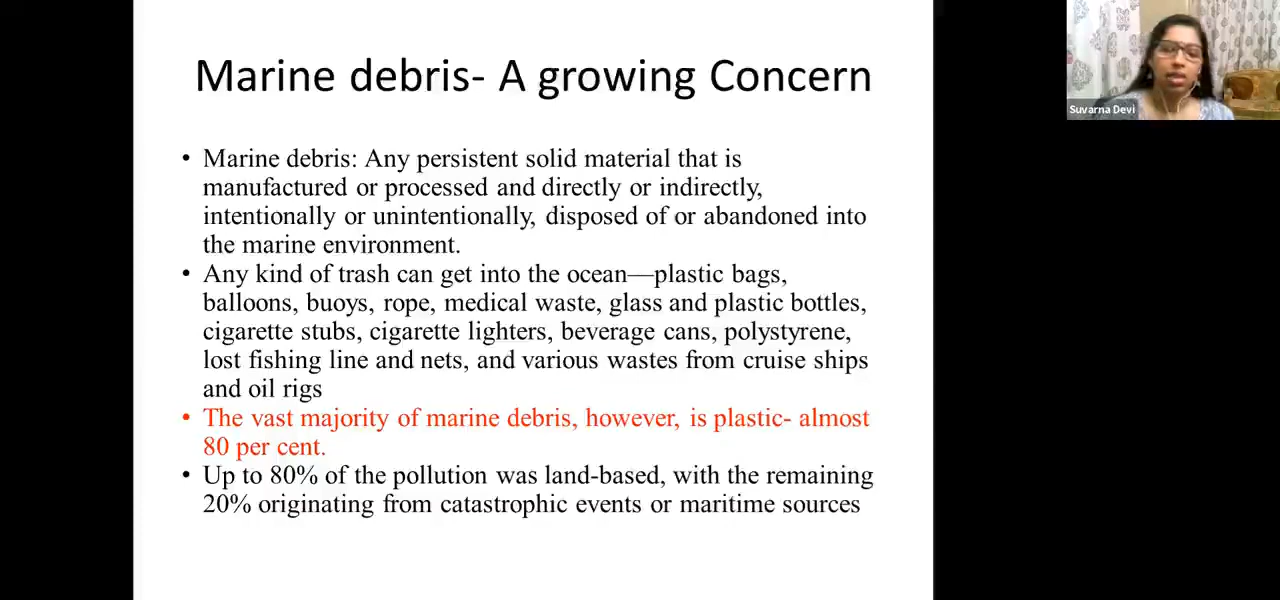 Marine debris- A growing Concern
• Marine debris: Any persistent solid material that is
manufactured or processed and directly or indirectly,
intentionally or unintentionally, disposed of or abandoned into
the marine environment.
• Any kind of trash can get into the ocean—plastic bags,
balloons, buoys, rope, medical waste, glass and plastic bottles,
cigarette stubs, cigarette lighters, beverage cans, polystyrene,
lost fishing line and nets, and various wastes from cruise ships
and oil rigs
• The vast majority of marine debris, however, is plastic- almost
80 per cent.
• Up to 80% of the pollution was land-based, with the remaining
20% originating from catastrophic events or maritime sources
Suvarna Devi